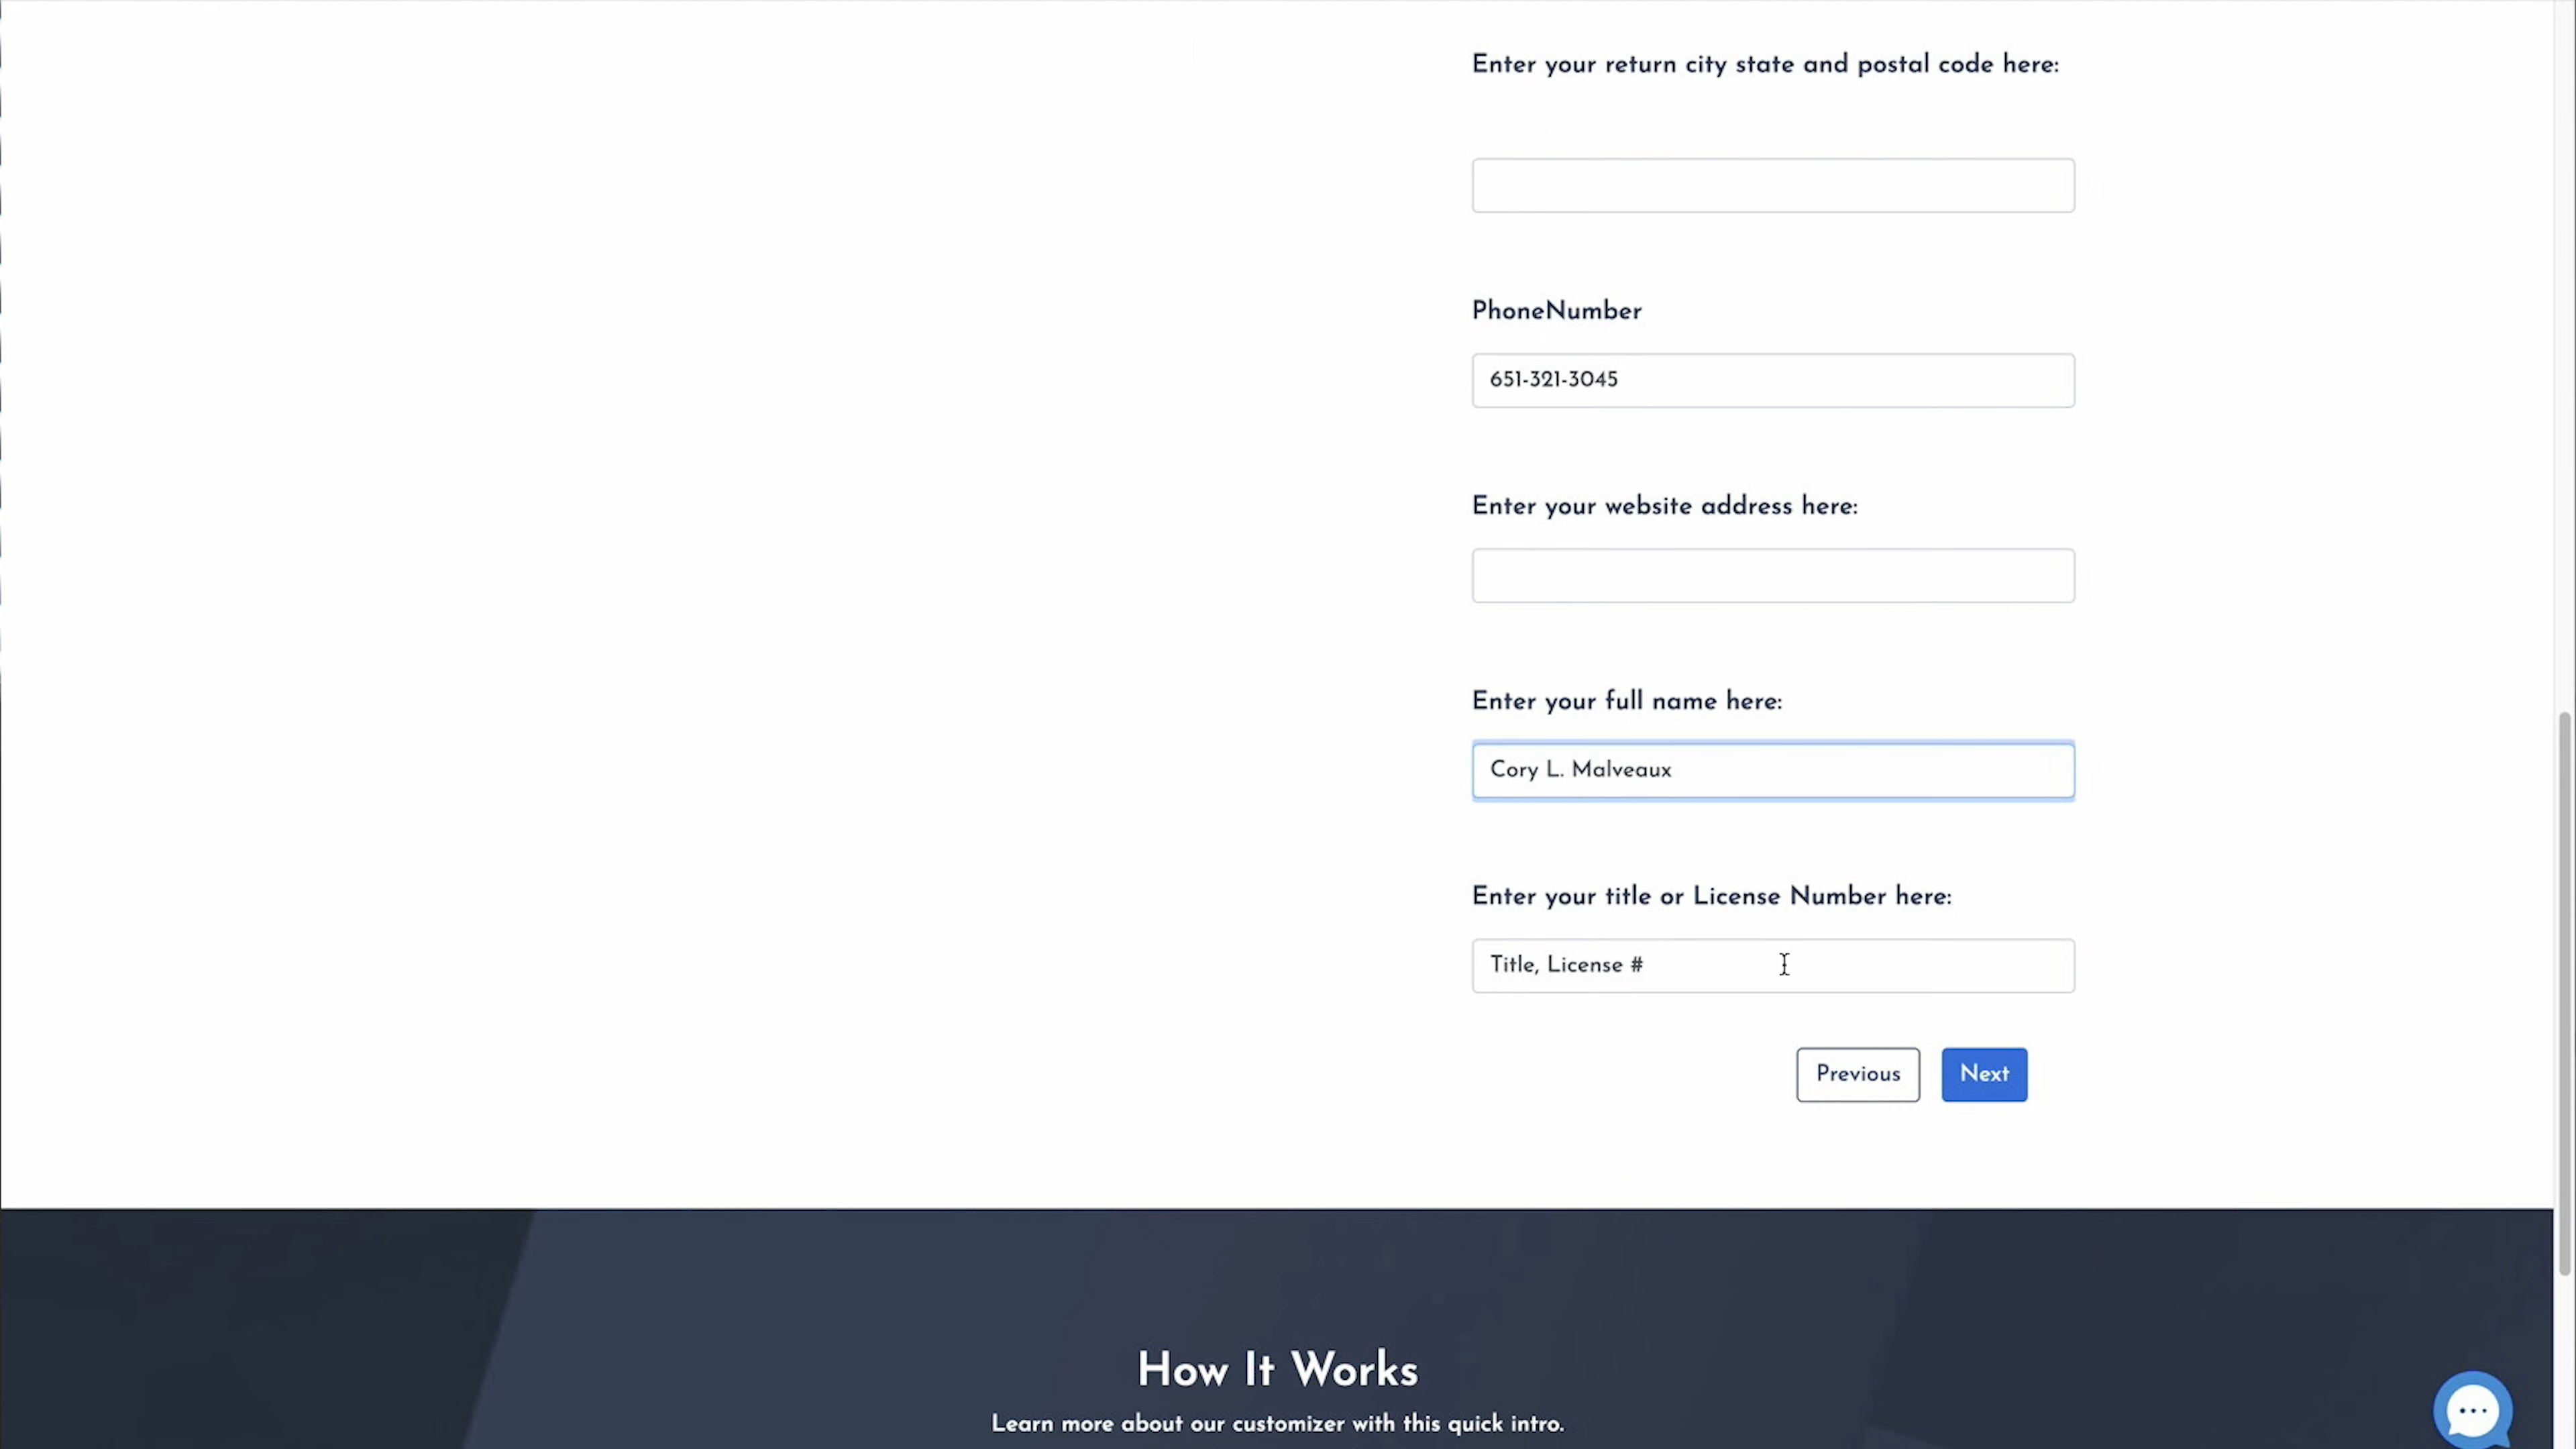 Enter your return city state and postal code here:
PhoneNumber
651-321-3045
Enter your website address here:
Enter your full name here:
Cory L. Malveaux
Enter your title or License Number here:
Title, License #
Previous
Next
How It Works
Learn more about our customizer with this quick intro.